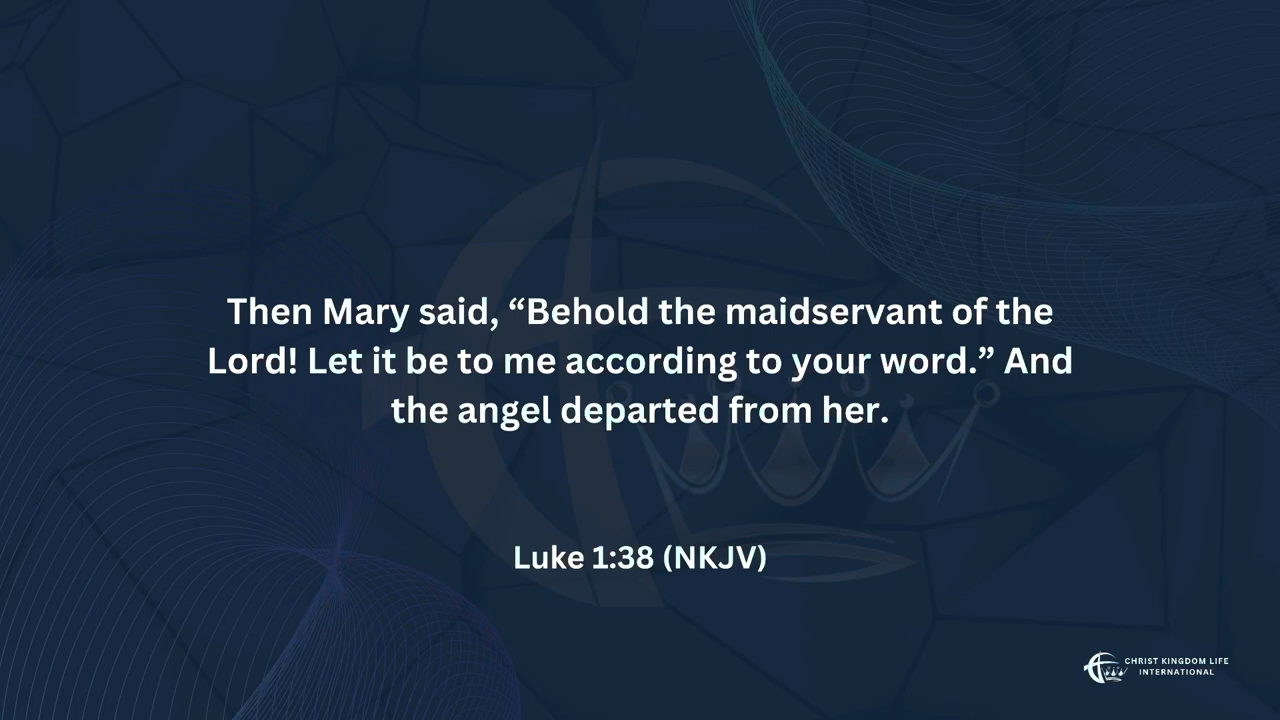 Then Mary said, “Behold the maidservant of the
Lord! Let it be to me according to your word.” And
the angel departed from her.
Luke 1:38 (NKJV)
CHRIST KINGDOM LIFE
INTERNATIONAL